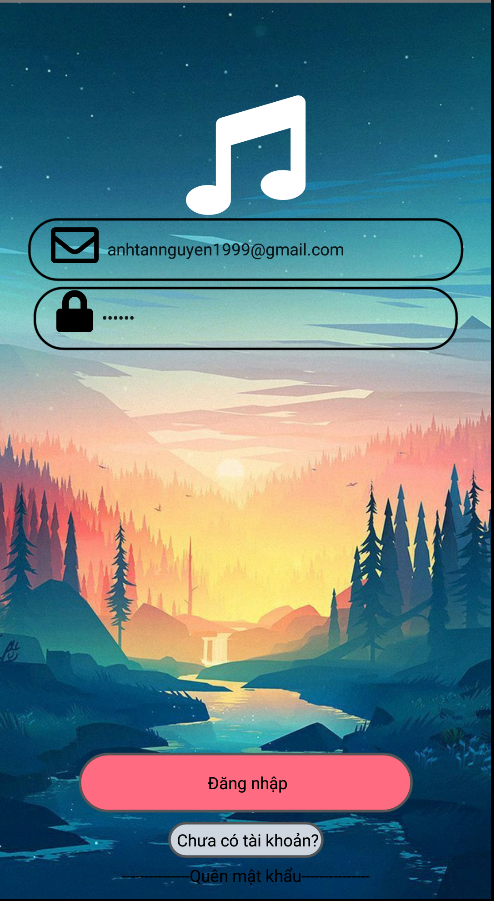 anhtannguyen1999@gmail.com
••••••
Đăng nhập
Chưa có tài khoản?
Quên mật khẩu